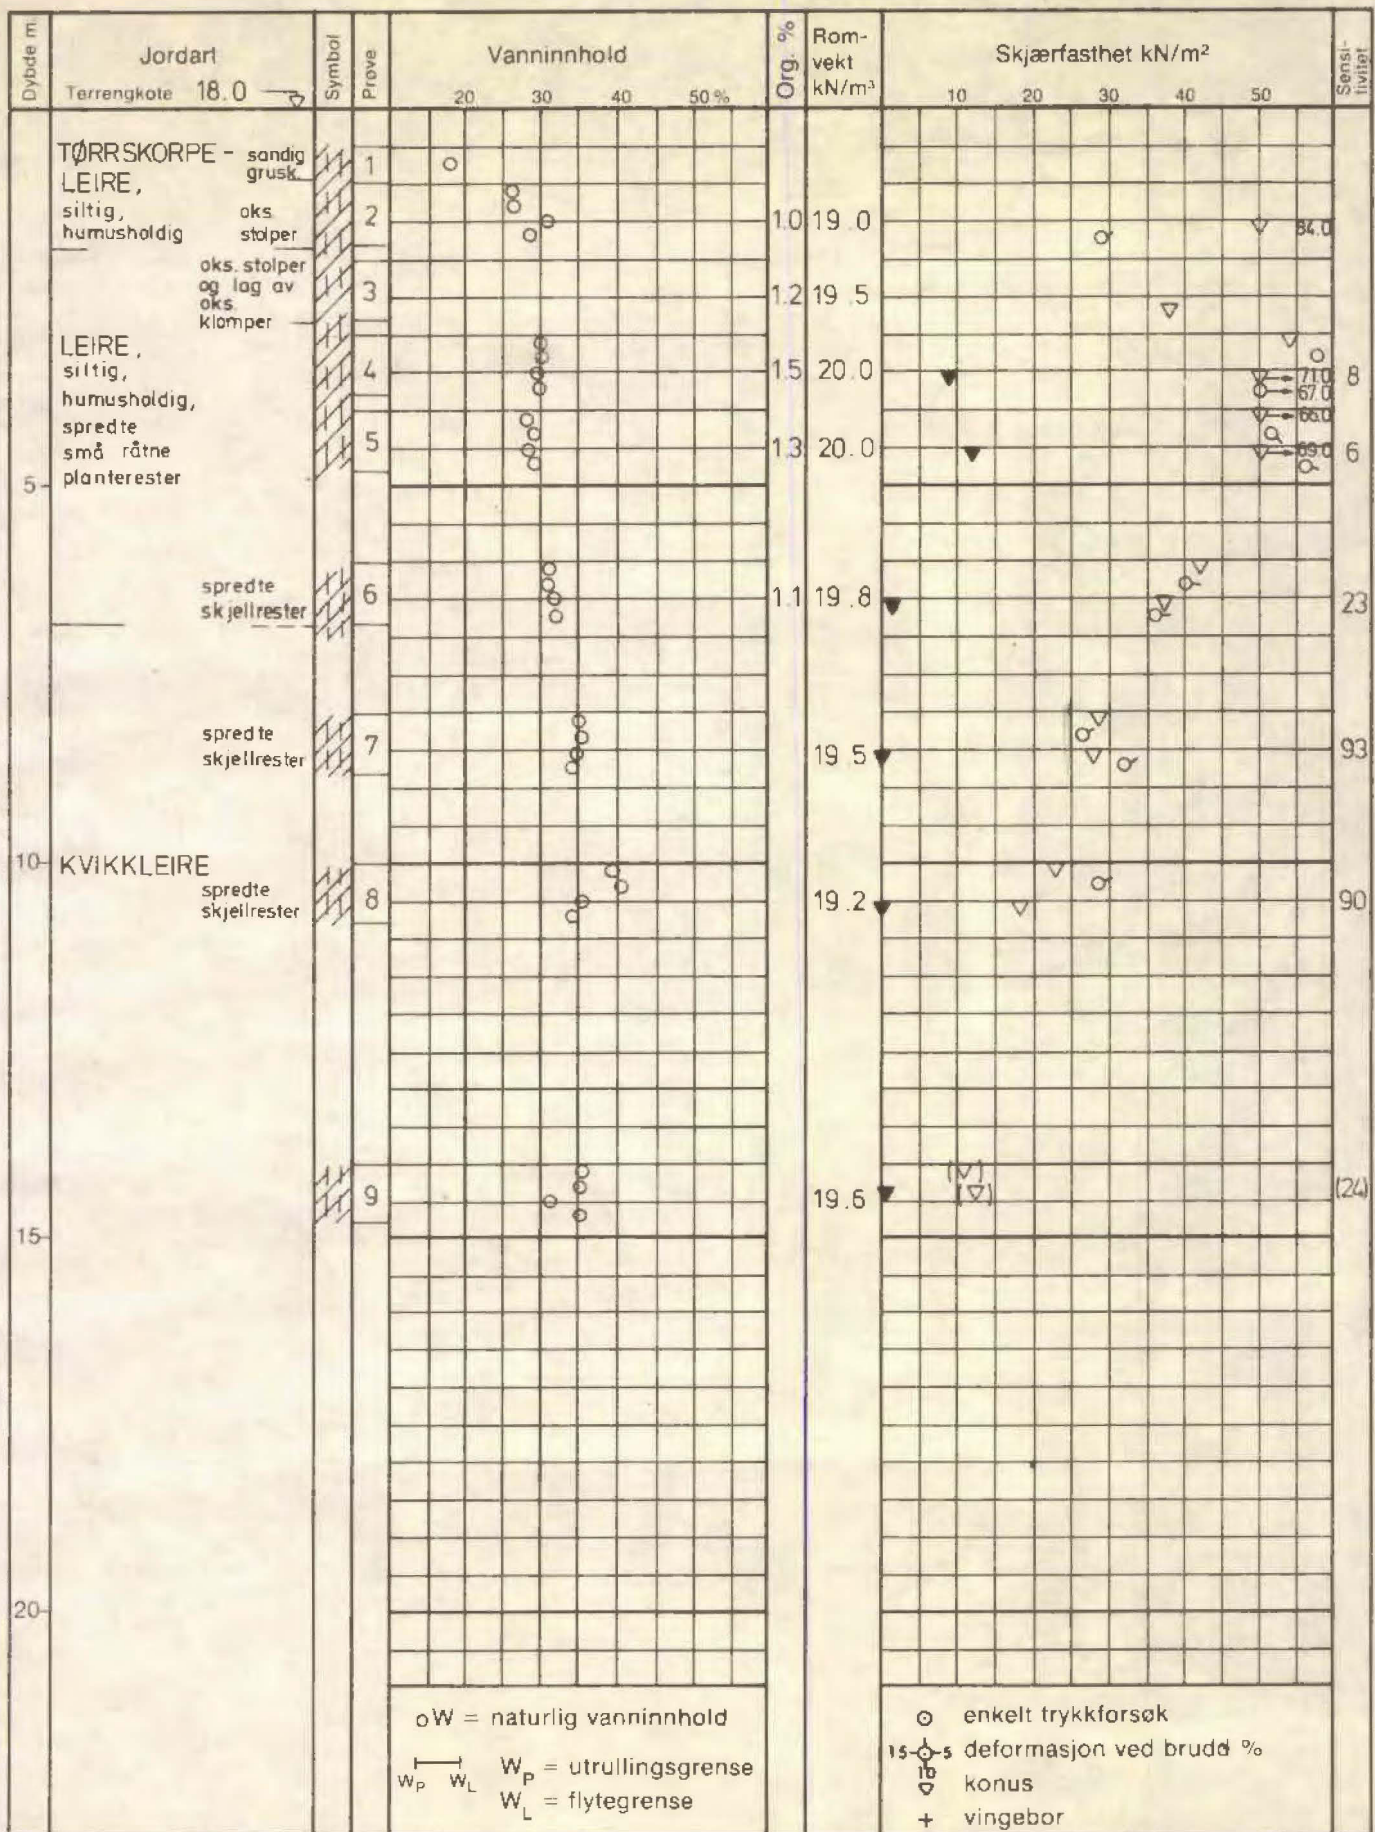 Dybde m.
Jordart
Terrengkote 18.0
Symbol
Prøve
Vanninnhold
20 30 40 50 %
Org. %
Rom-
vekt
kN/m³
Skjærfasthet kN/m²
10 20 30 40 50
Sensi-
tivitet
TØRRSKORPE - sandig
grusk.
LEIRE,
siltig, oks
humusholdig stolper
oks. stolper
og lag av
oks.
klomper
LEIRE,
siltig,
humusholdig,
spredte
små råtne
planterester
5
spredte
skjellrester
spredte
skjellrester
10 KVIKKLEIRE
spredte
skjellrester
15
20
1
2 1.0 19.0 84.0
3 1.2 19.5
4 1.5 20.0 71.0 8
67.0
66.0
5 1.3 20.0 69.0 6
6 1.1 19.8 23
7 19.5 93
8 19.2 90
9 19.6 (24)
o W = naturlig vanninnhold
W_P W_L W_P = utrullingsgrense
W_L = flytegrense
enkelt trykkforsøk
15 5 deformasjon ved brudd %
10
konus
+ vingebor